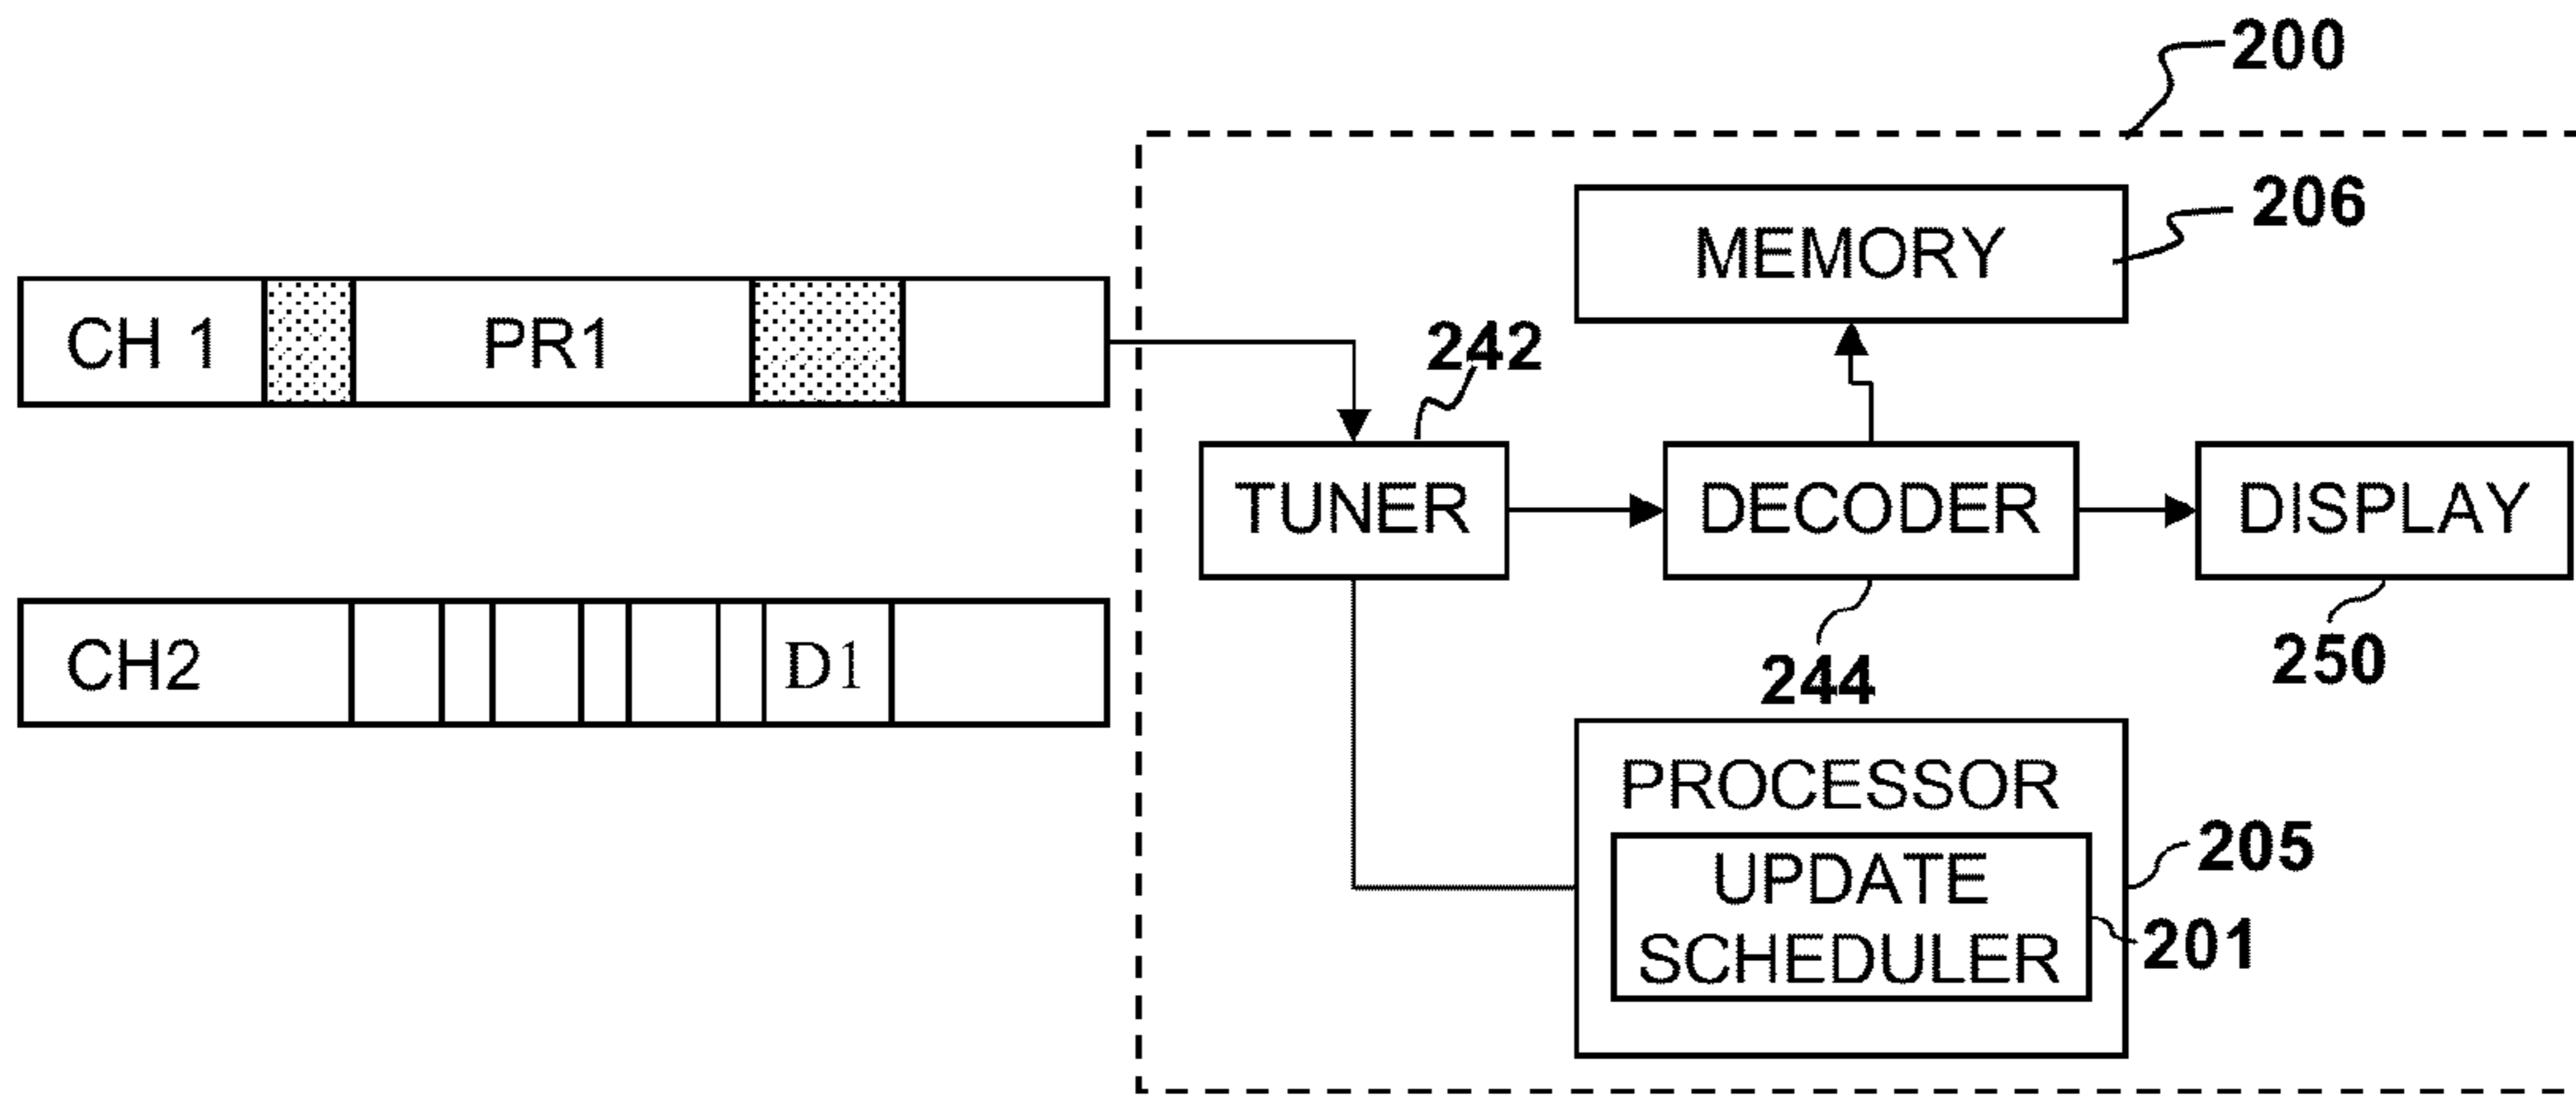 200
MEMORY
206
CH 1
PR1
242
TUNER
DECODER
DISPLAY
CH2
D1
244
250
PROCESSOR
UPDATE
SCHEDULER
205
201